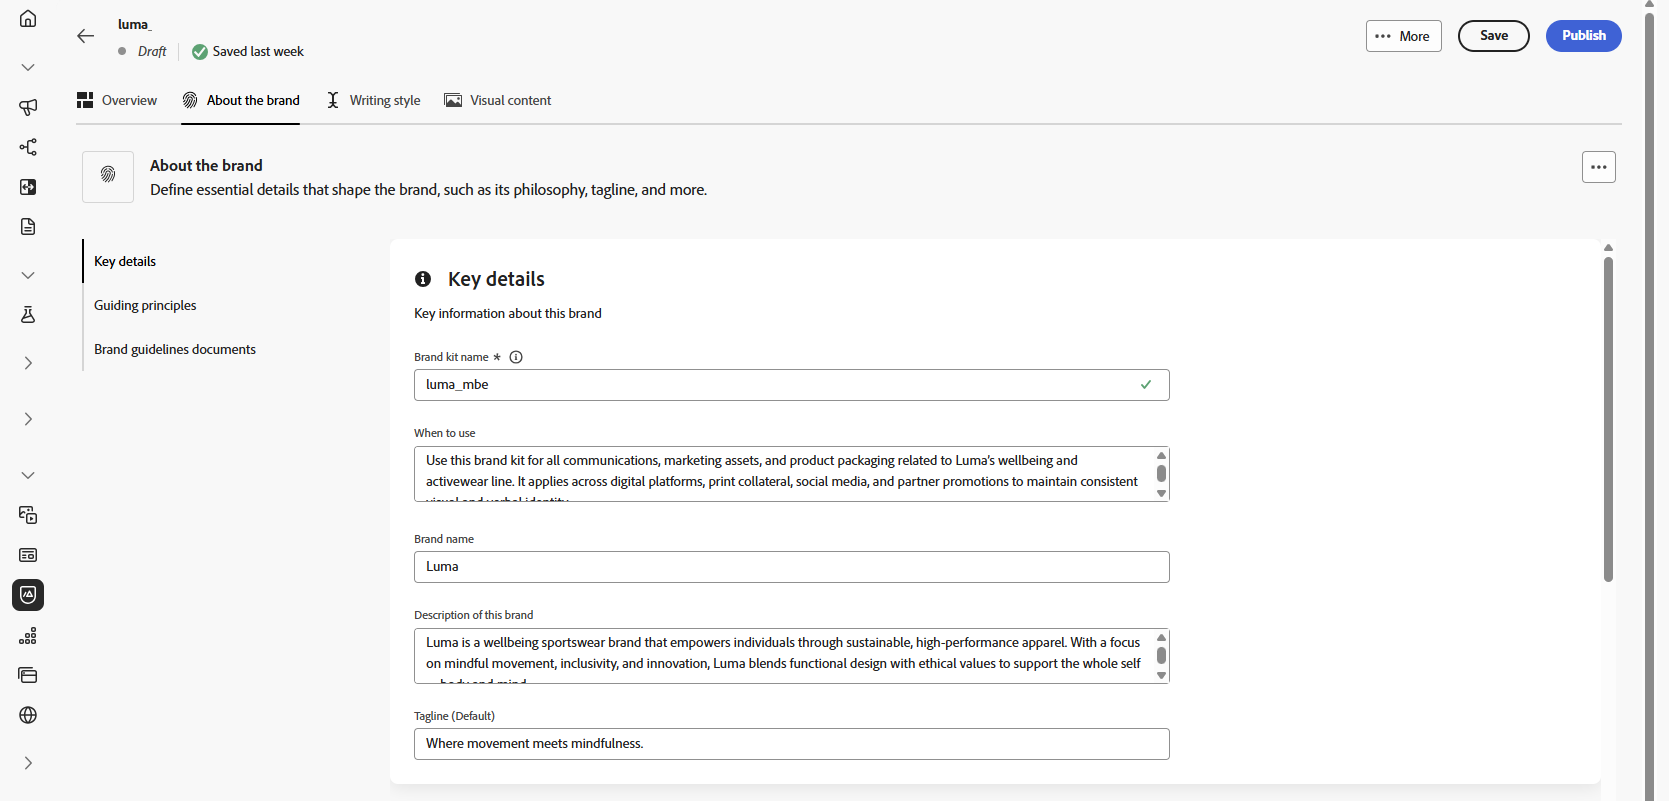 luma_
Draft
Saved last week
More
Save
Publish
Overview
About the brand
Writing style
Visual content
About the brand
Define essential details that shape the brand, such as its philosophy, tagline, and more.
Key details
Guiding principles
Brand guidelines documents
Key details
Key information about this brand
Brand kit name *
luma_mbe
When to use
Use this brand kit for all communications, marketing assets, and product packaging related to Luma's wellbeing and
activewear line. It applies across digital platforms, print collateral, social media, and partner promotions to maintain consistent
visual and verbal identity
Brand name
Luma
Description of this brand
Luma is a wellbeing sportswear brand that empowers individuals through sustainable, high-performance apparel. With a focus
on mindful movement, inclusivity, and innovation, Luma blends functional design with ethical values to support the whole self
body and mind
Tagline (Default)
Where movement meets mindfulness.